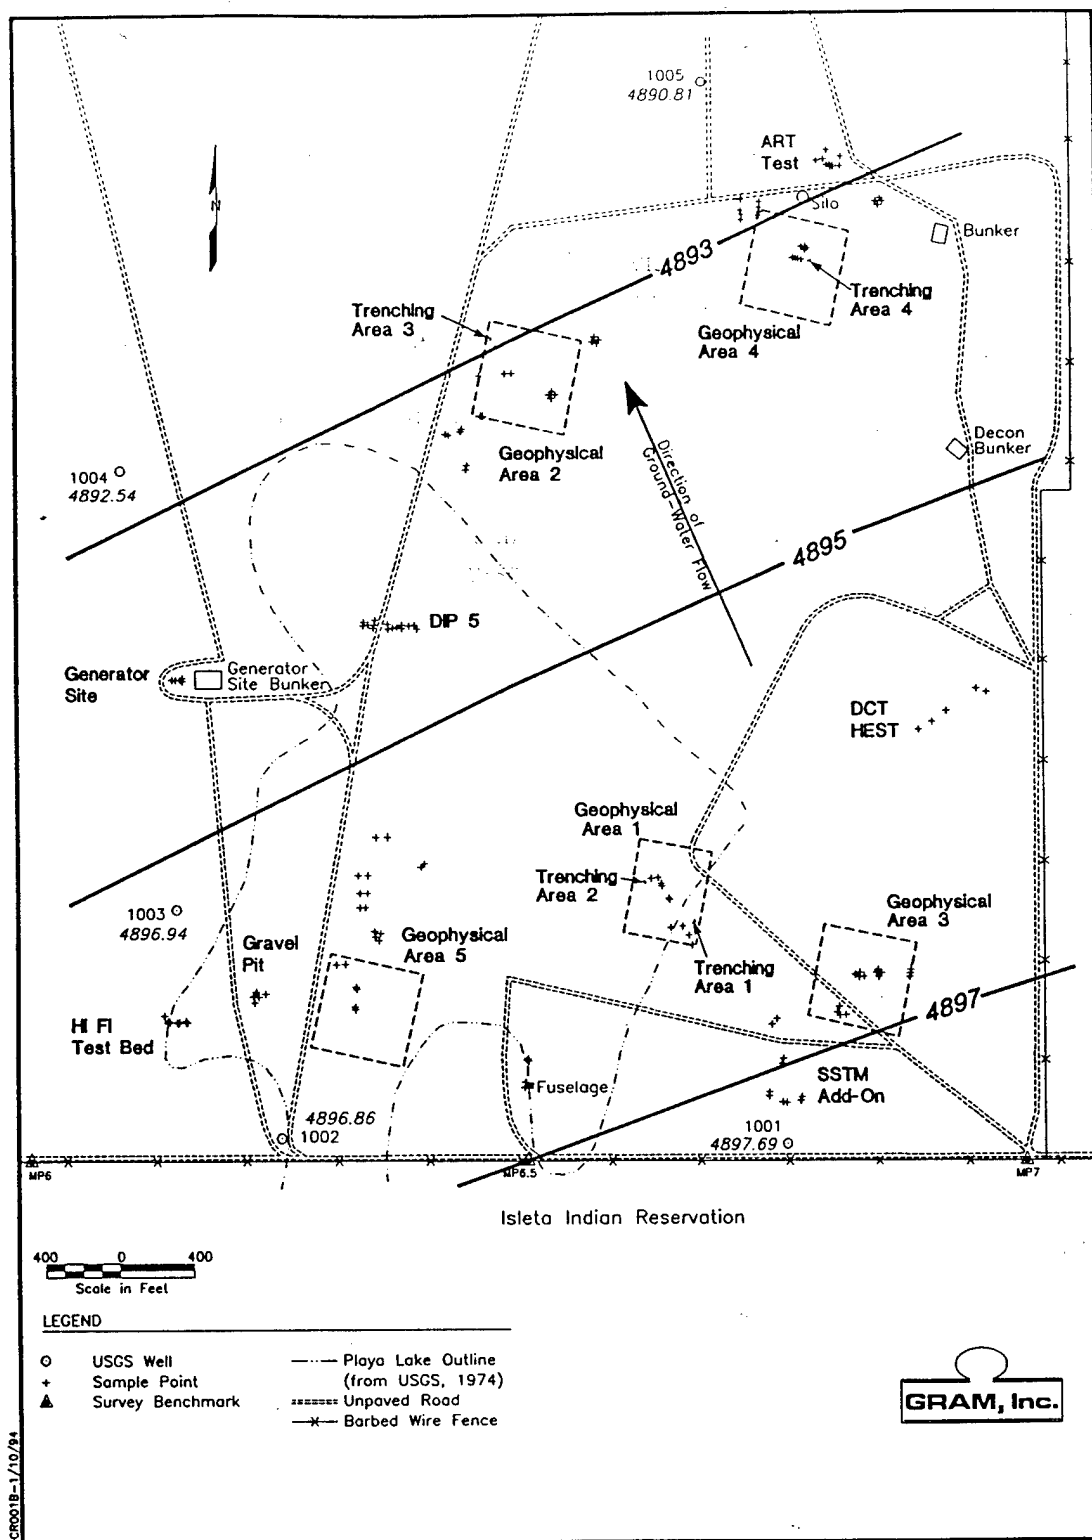 1005
4890.81
ART
Test
N
Silo
Bunker
4893
Trenching
Area 4
Trenching
Area 3
Geophysical
Area 4
Direction of
Ground-Water Flow
Decon
Bunker
Geophysical
Area 2
1004
4892.54
4895
DIP 5
Generator
Site
Generator
Site Bunker
DCT
HEST
Geophysical
Area 1
Trenching
Area 2
1003
4896.94
Geophysical
Area 3
Gravel
Pit
Geophysical
Area 5
Trenching
Area 1
4897
HI FI
Test Bed
Fuselage
SSTM
Add-On
4896.86
1002
1001
4897.69
MP6
MP6.5
MP7
Isleta Indian Reservation
400 0 400
Scale in Feet
LEGEND
USGS Well
Sample Point
Survey Benchmark
Playa Lake Outline
(from USGS, 1974)
Unpaved Road
Barbed Wire Fence
GRAM, Inc.
CR001B-1/10/94